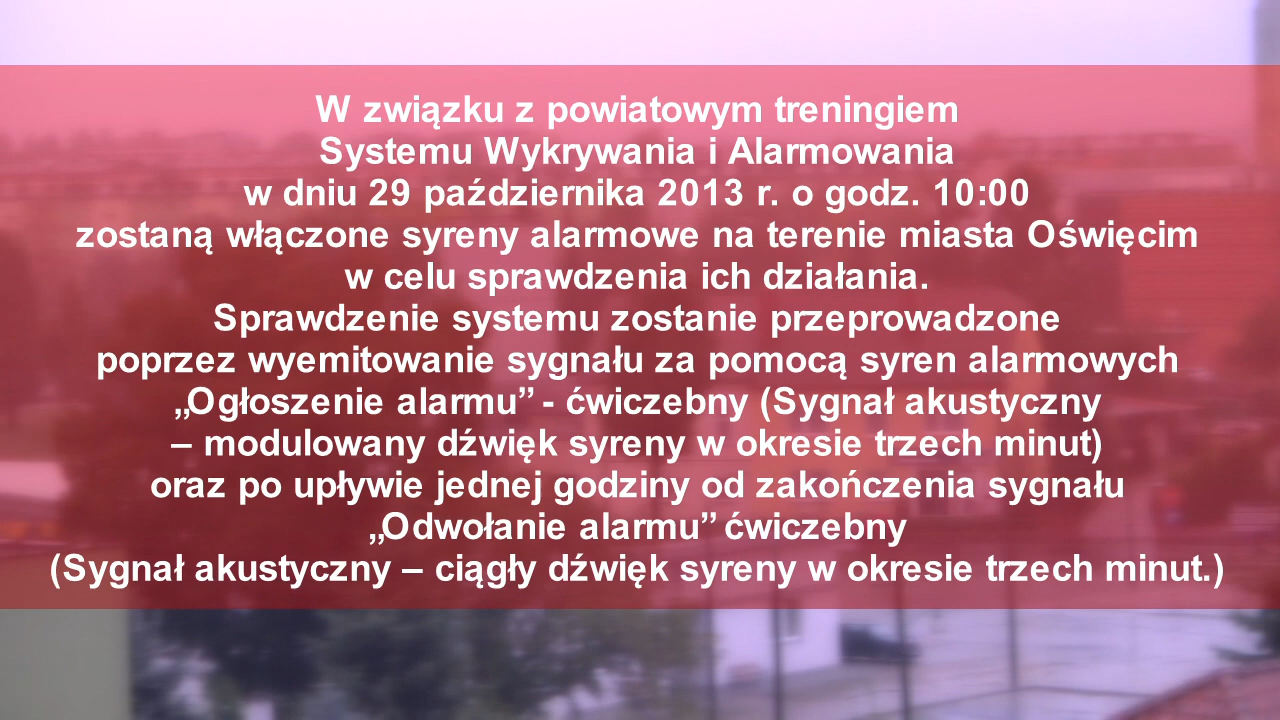 W związku z powiatowym treningiem
Systemu Wykrywania i Alarmowania
w dniu 29 października 2013 r. o godz. 10:00
zostaną włączone syreny alarmowe na terenie miasta Oświęcim
w celu sprawdzenia ich działania.
Sprawdzenie systemu zostanie przeprowadzone
poprzez wyemitowanie sygnału za pomocą syren alarmowych
„Ogłoszenie alarmu” - ćwiczebny (Sygnał akustyczny
– modulowany dźwięk syreny w okresie trzech minut)
oraz po upływie jednej godziny od zakończenia sygnału
„Odwołanie alarmu” ćwiczebny
(Sygnał akustyczny – ciągły dźwięk syreny w okresie trzech minut.)